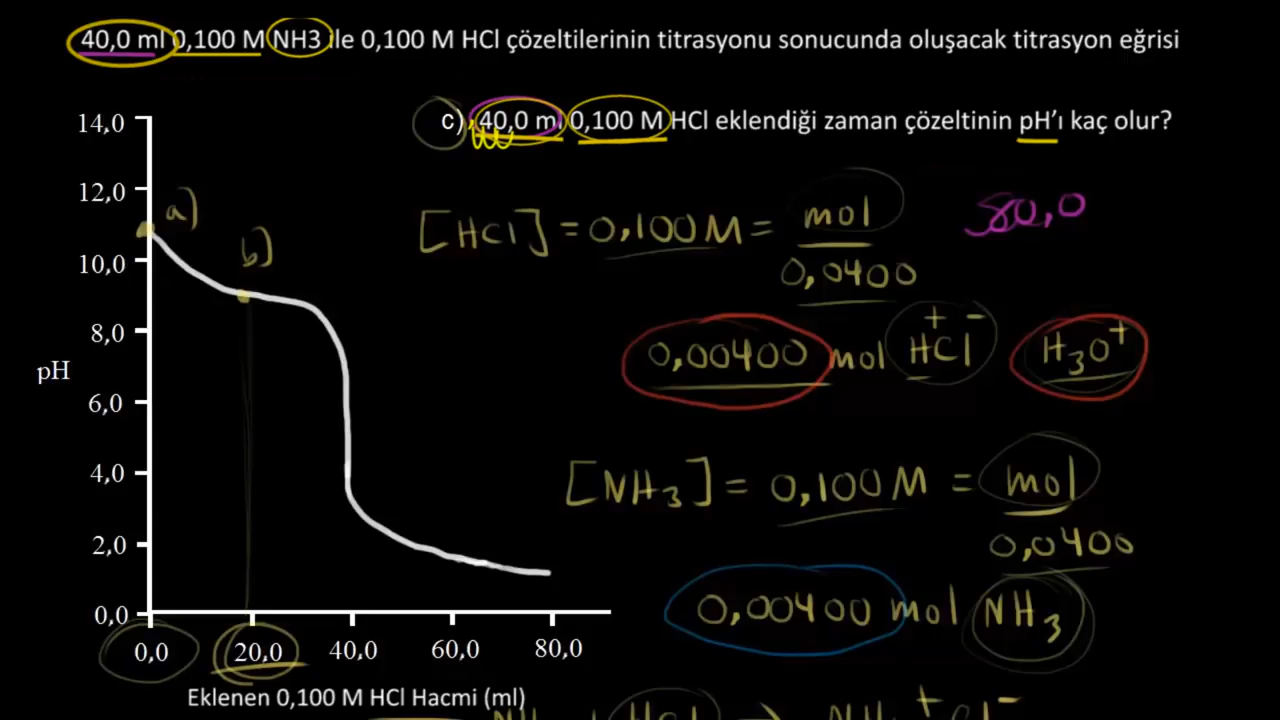 40,0 ml 0,100 M NH3 ile 0,100 M HCl çözeltilerinin titrasyonu sonucunda oluşacak titrasyon eğrisi
c) 40,0 ml 0,100 M HCl eklendiği zaman çözeltinin pH'ı kaç olur?
[HCl] = 0,100 M = mol
0,0400
80,0
0,00400 mol HCl H3O+
+ -
[NH3] = 0,100 M = mol
0,0400
0,00400 mol NH3
a)
b)
14,0
12,0
10,0
8,0
6,0
4,0
2,0
0,0
pH
0,0 20,0 40,0 60,0 80,0
Eklenen 0,100 M HCl Hacmi (ml)